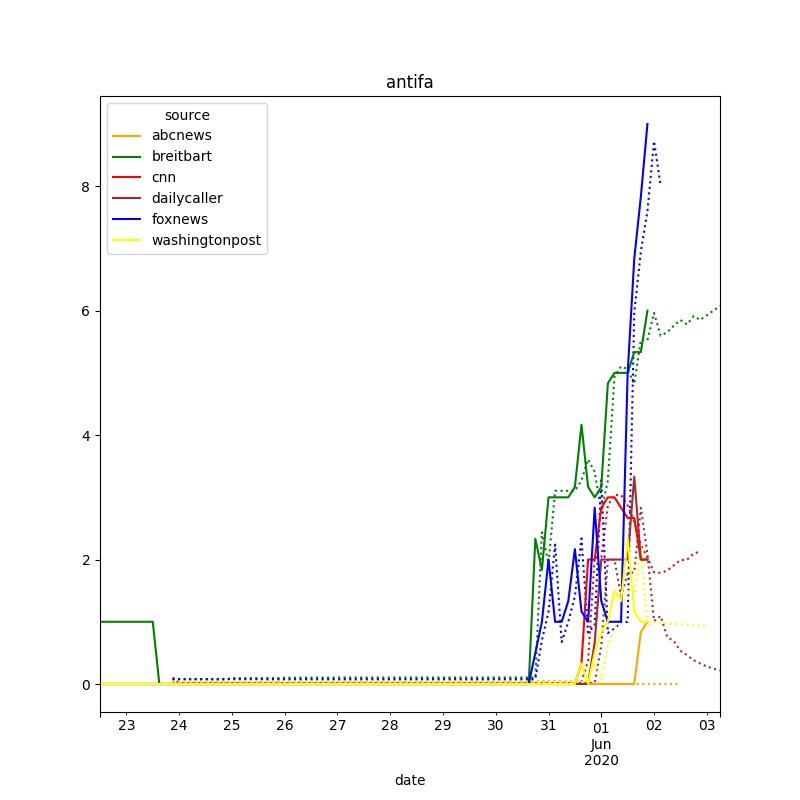 antifa
source
abcnews
breitbart
cnn
dailycaller
foxnews
washingtonpost
8
6
4
2
0
23 24 25 26 27 28 29 30 31 01 02 03
Jun
2020
date